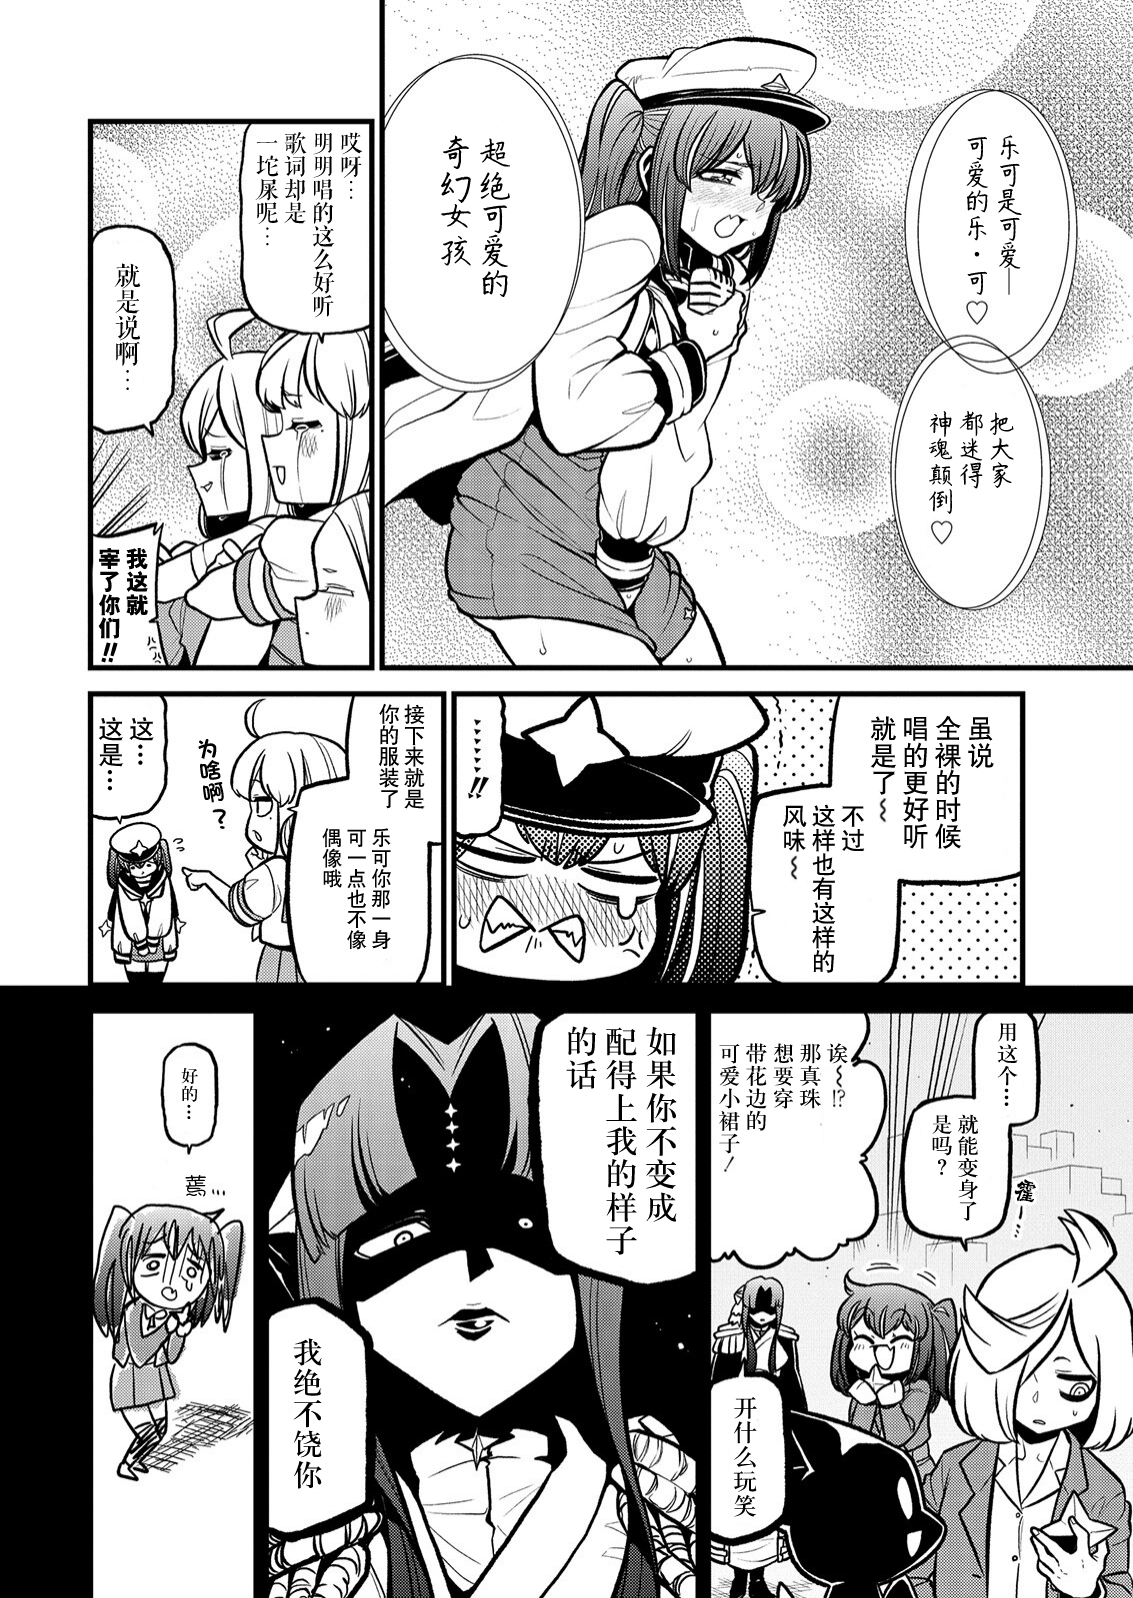 乐可是可爱—
可爱的乐·可♡
把大家
都迷得
神魂颠倒♡
超绝可爱的
奇幻女孩
哎呀…
明明唱的这么好听
歌词却是
一坨屎呢…
就是说啊…
我这就
宰了你们!!
虽说
全裸的时候
唱的更好听
就是了~
不过
这样也有这样的
风味~
!!
接下来就是
你的服装了
乐可你那一身
可一点也不像
偶像哦
为啥啊?
这…
这是…
用这个…
就能变身了
是吗?
霍—…
诶~!?
那真珠
想要穿
带花边的
可爱小裙子!
开什么玩笑
如果你不变成
配得上我的样子
的话
我绝不饶你
好的…
蔫…